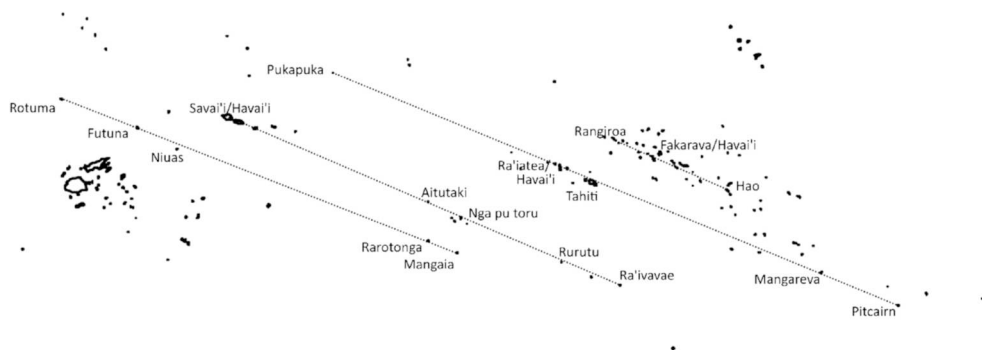 Pukapuka
Rotuma
Savai'i/Havai'i
Futuna
Niuas
Rangiroa
Fakarava/Havai'i
Ra'iatea/
Havai'i
Tahiti
Hao
Aitutaki
Nga pu toru
Rarotonga
Mangaia
Rurutu
Ra'ivavae
Mangareva
Pitcairn